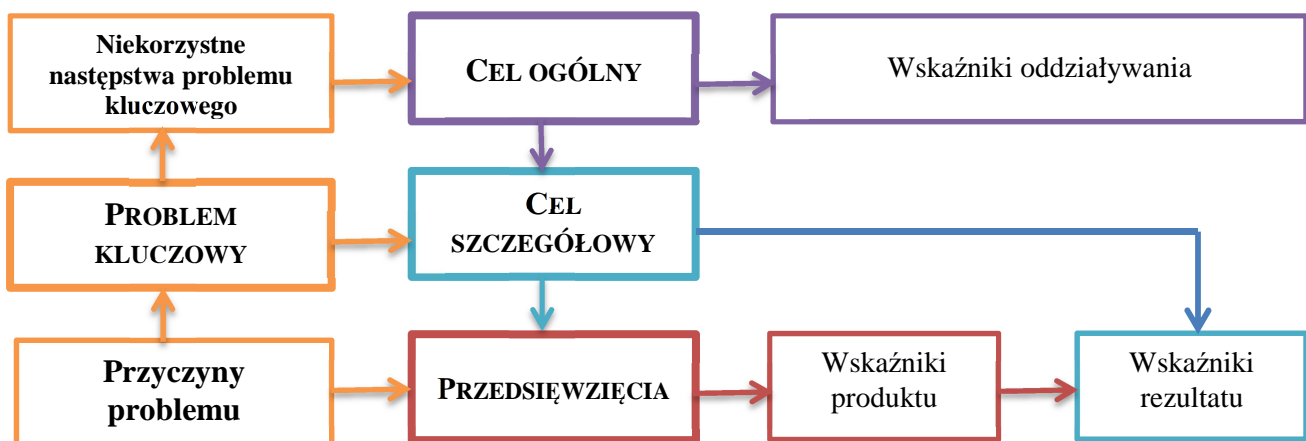 Niekorzystne
następstwa problemu
kluczowego
CEL OGÓLNY
Wskaźniki oddziaływania
PROBLEM
KLUCZOWY
CEL
SZCZEGÓŁOWY
Przyczyny
problemu
PRZEDSIĘWZIĘCIA
Wskaźniki
produktu
Wskaźniki
rezultatu